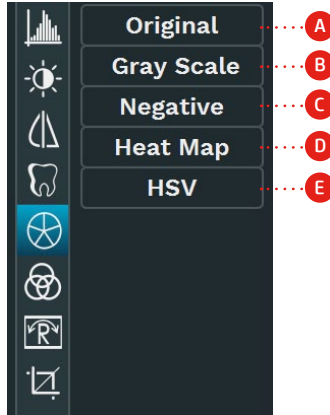 Original A
Gray Scale B
Negative C
Heat Map D
HSV E
R